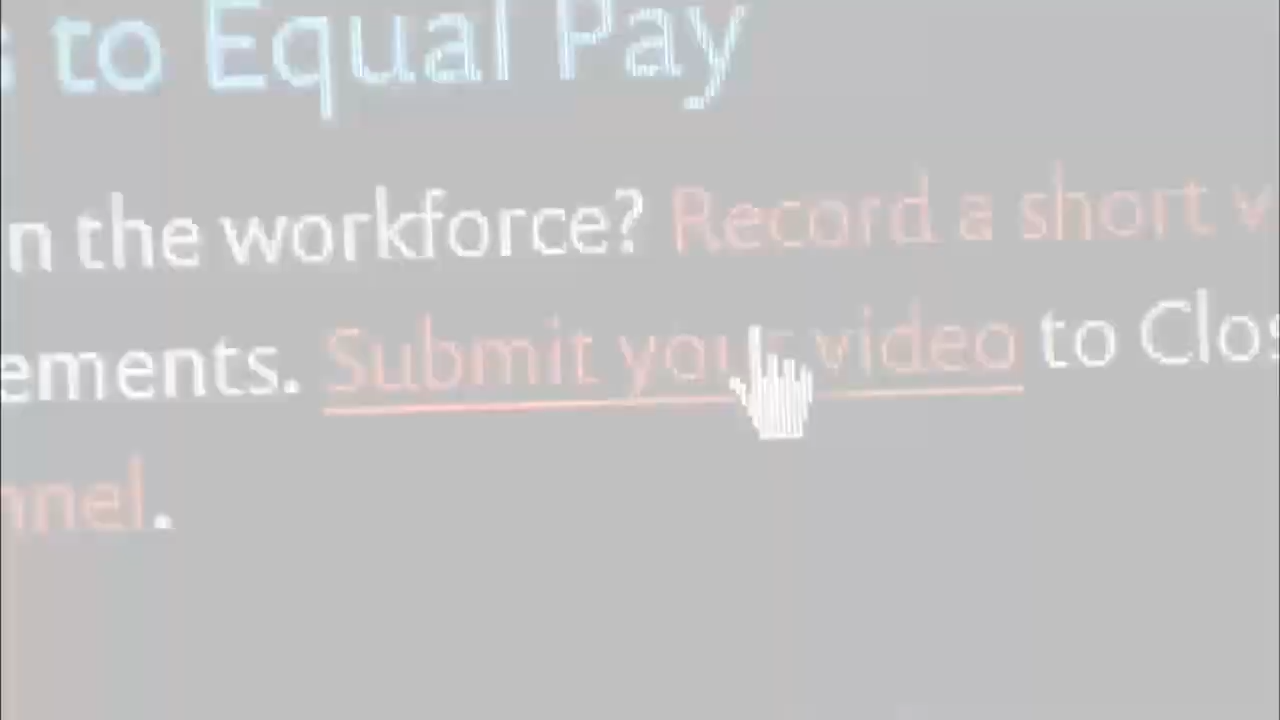 to Equal Pay
n the workforce? Record a short v
ements. Submit your video to Clos
nnel.